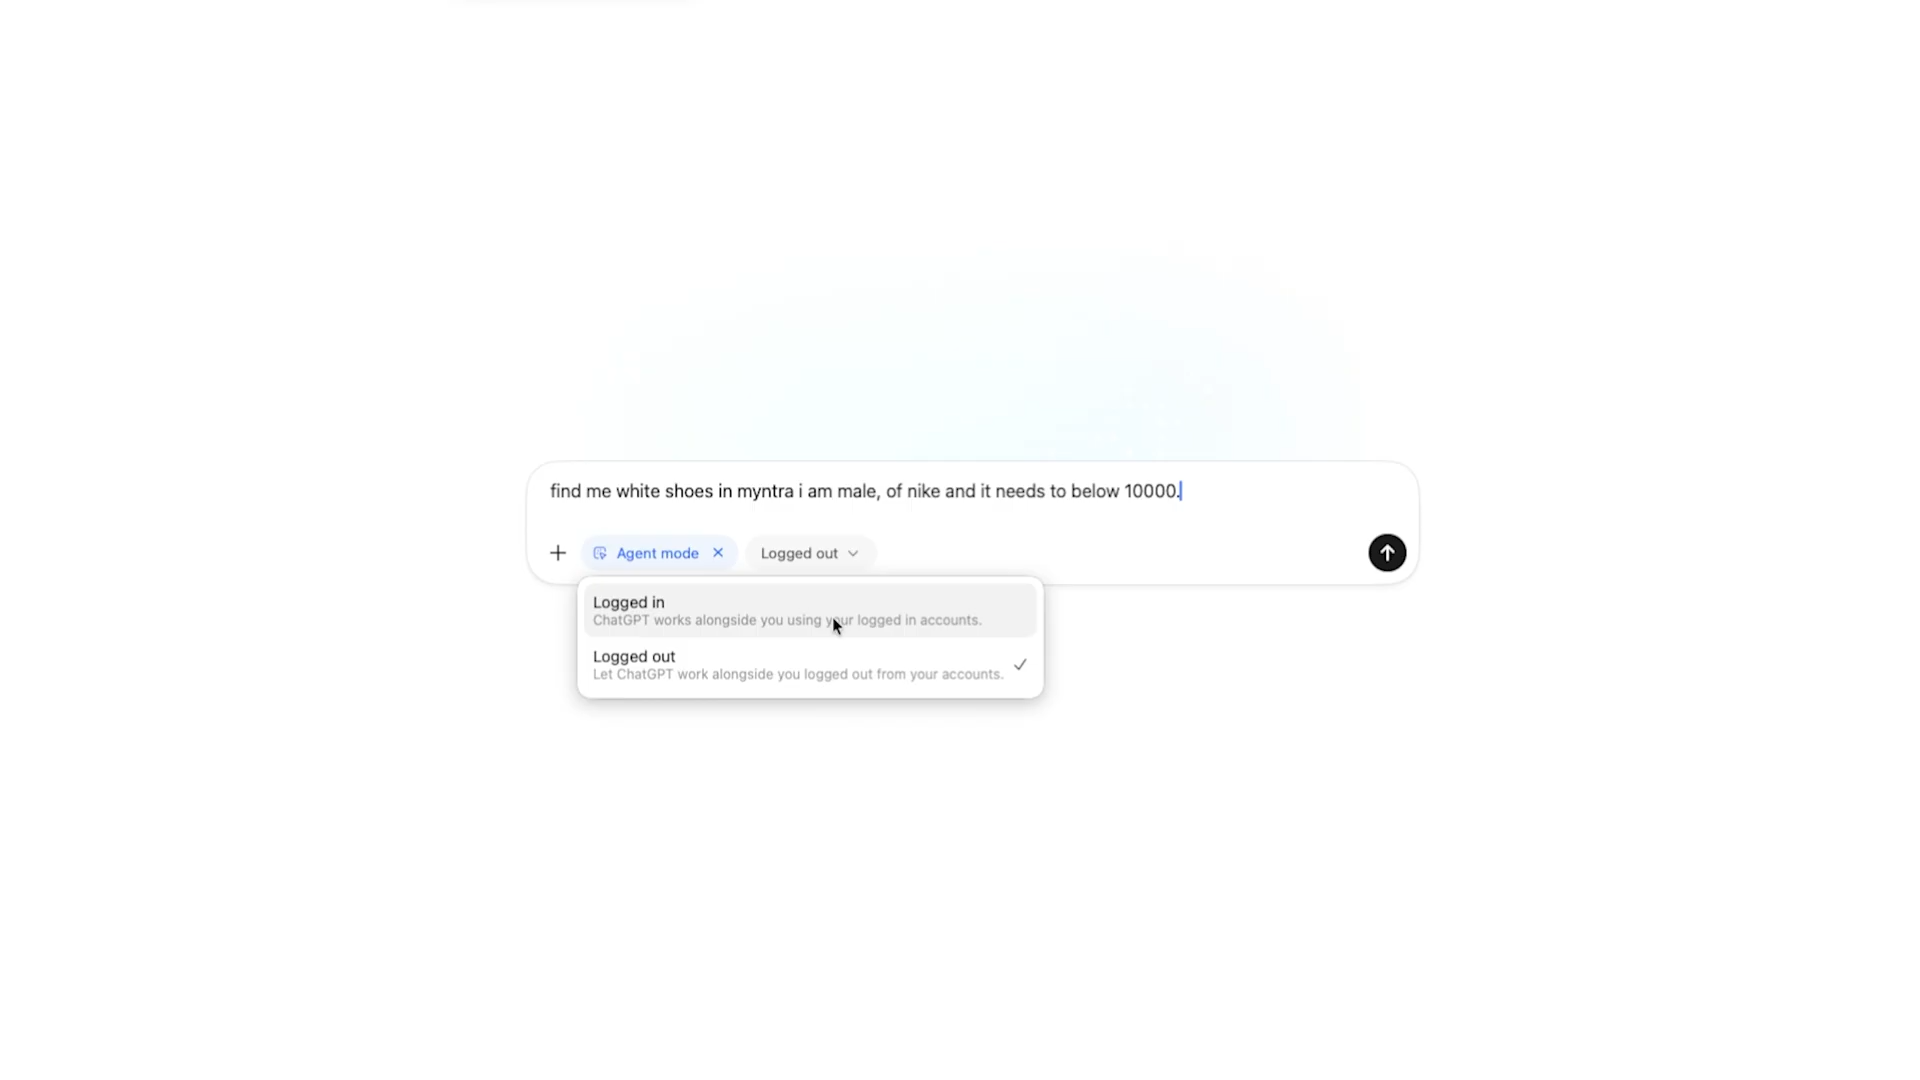 find me white shoes in myntra i am male, of nike and it needs to below 10000.
Agent mode
Logged out
Logged in
ChatGPT works alongside you using your logged in accounts.
Logged out
Let ChatGPT work alongside you logged out from your accounts.